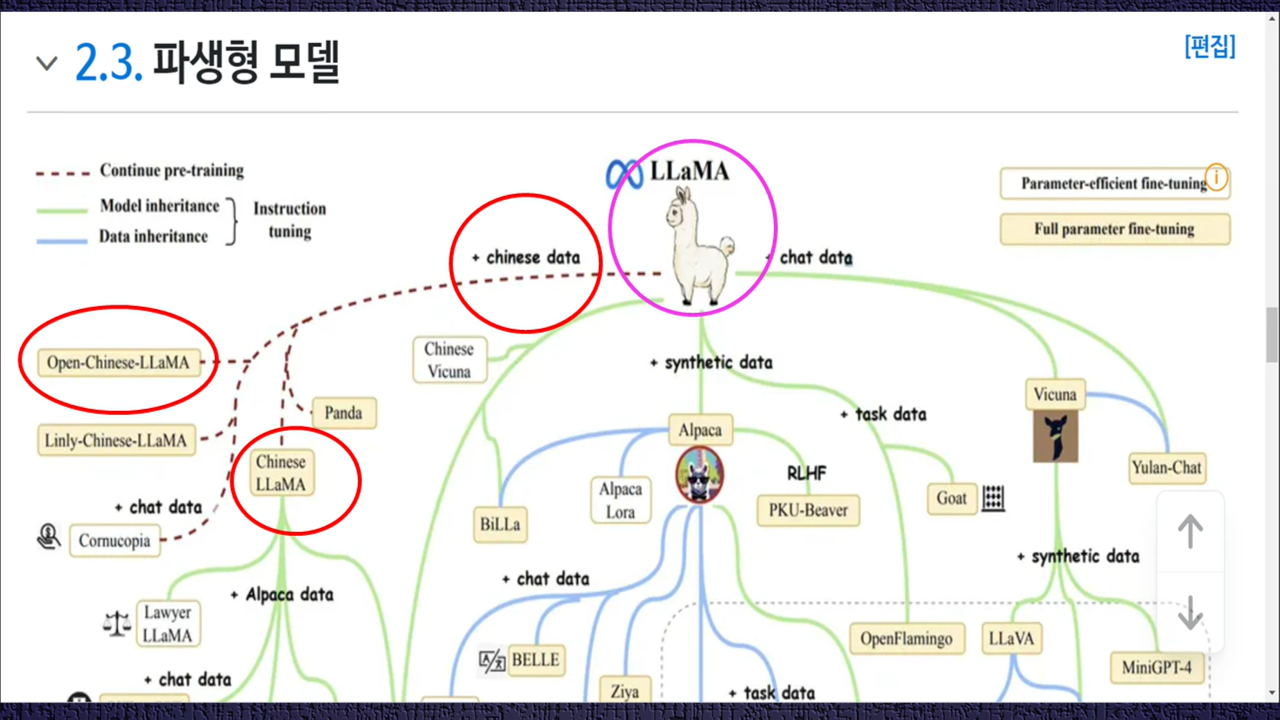 2.3. 파생형 모델
[편집]
Continue pre-training
Model inheritance
Data inheritance
Instruction
tuning
LLaMA
Parameter-efficient fine-tuning
Full parameter fine-tuning
+ chinese data
+ chat data
Open-Chinese-LLaMA
Chinese
Vicuna
+ synthetic data
Vicuna
Panda
+ task data
Linly-Chinese-LLaMA
Alpaca
Chinese
LLaMA
RLHF
Yulan-Chat
Alpaca
Lora
Goat
+ chat data
BiLLa
PKU-Beaver
Cornucopia
+ synthetic data
+ chat data
+ Alpaca data
Lawyer
LLaMA
OpenFlamingo
LLaVA
BELLE
MiniGPT-4
+ chat data
Ziya
+ task data